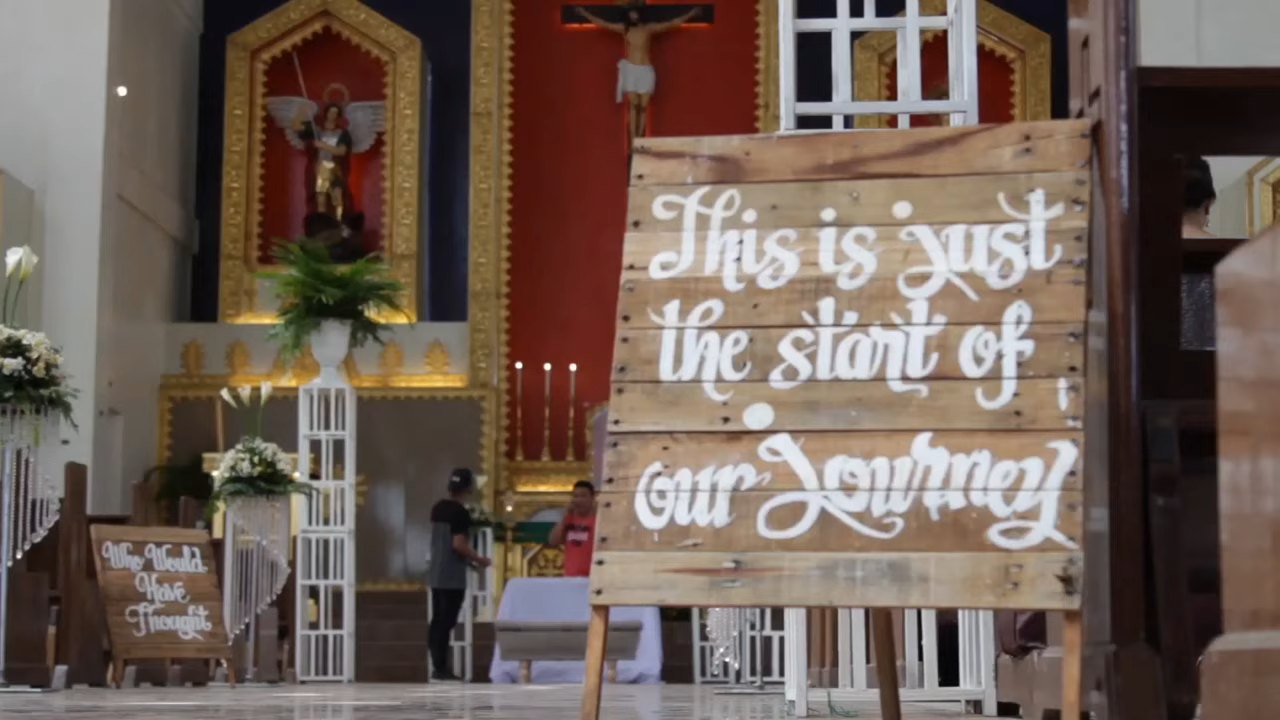 This is just
the start of
our Journey
Who Would
Have
Thought